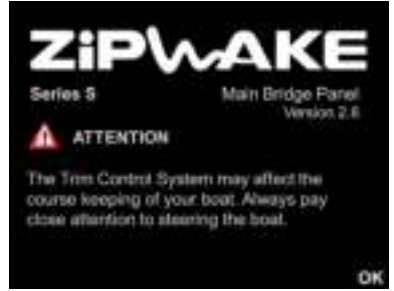 ZiPWAKE
Series S
Main Bridge Panel
Version 2.6
ATTENTION
The Trim Control System may affect the
course keeping of your boat. Always pay
close attention to steering the boat.
OK